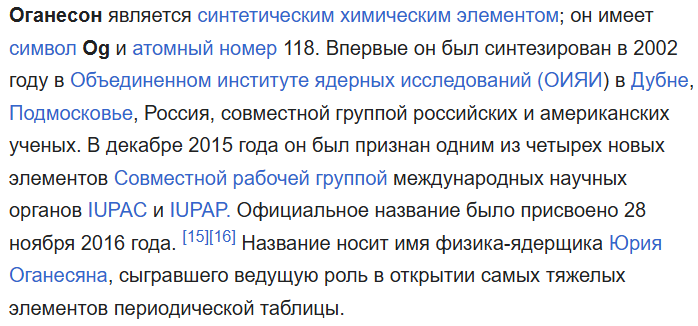 Оганесон является синтетическим химическим элементом; он имеет
символ Og и атомный номер 118. Впервые он был синтезирован в 2002
году в Объединенном институте ядерных исследований (ОИЯИ) в Дубне,
Подмосковье, Россия, совместной группой российских и американских
ученых. В декабре 2015 года он был признан одним из четырех новых
элементов Совместной рабочей группой международных научных
органов IUPAC и IUPAP. Официальное название было присвоено 28
ноября 2016 года. [15][16] Название носит имя физика-ядерщика Юрия
Оганесяна, сыгравшего ведущую роль в открытии самых тяжелых
элементов периодической таблицы.